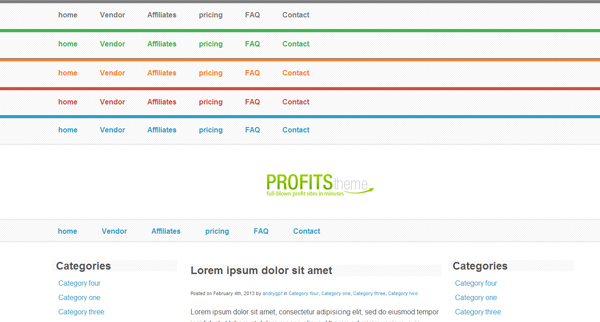 home Vendor Affiliates pricing FAQ Contact
home Vendor Affiliates pricing FAQ Contact
home Vendor Affiliates pricing FAQ Contact
home Vendor Affiliates pricing FAQ Contact
home Vendor Affiliates pricing FAQ Contact
PROFITStheme
full-blown profit sites in minutes
home Vendor Affiliates pricing FAQ Contact
Categories
Category four
Category one
Category three
Lorem ipsum dolor sit amet
Posted on February 4th, 2013 by andrygpf in Category four, Category one, Category three, Category two
Lorem ipsum dolor sit amet, consectetur adipisicing elit, sed do eiusmod tempor
Categories
Category four
Category one
Category three